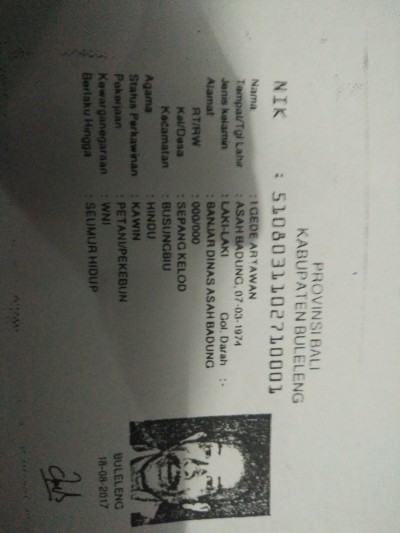 PROVINSI BALI
KABUPATEN BULELENG
NIK : 5108031102710001
Nama : I GEDE ARYAWAN
Tempat/Tgl Lahir : ASAH BADUNG, 07-03-1974
Jenis kelamin : LAKI-LAKI Gol. Darah : -
Alamat : BANJAR DINAS ASAH BADUNG
RT/RW : 000/000
Kel/Desa : SEPANG KELOD
Kecamatan : BUSUNGBIU
Agama : HINDU
Status Perkawinan : KAWIN
Pekerjaan : PETANI/PEKEBUN
Kewarganegaraan : WNI
Berlaku Hingga : SEUMUR HIDUP
BULELENG
18-08-2017